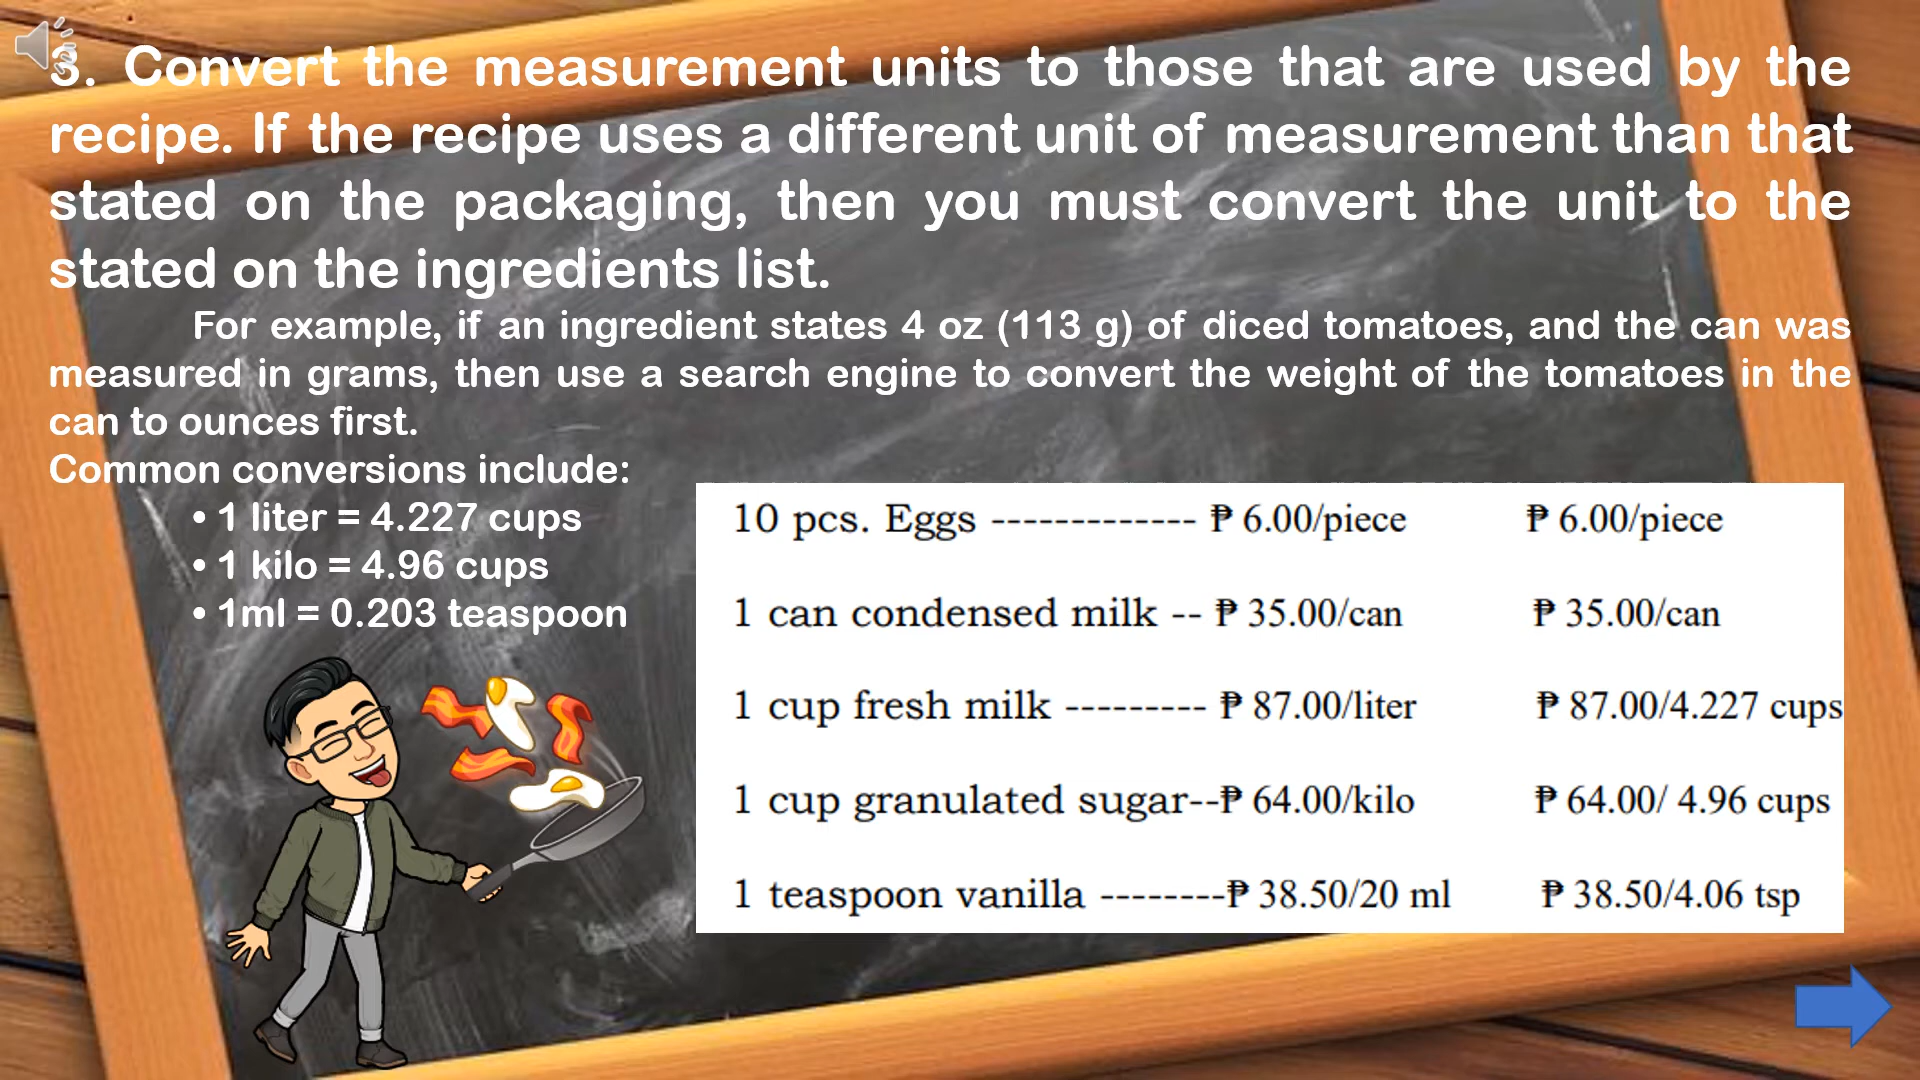 3. Convert the measurement units to those that are used by the
recipe. If the recipe uses a different unit of measurement than that
stated on the packaging, then you must convert the unit to the
stated on the ingredients list.
For example, if an ingredient states 4 oz (113 g) of diced tomatoes, and the can was
measured in grams, then use a search engine to convert the weight of the tomatoes in the
can to ounces first.
Common conversions include:
• 1 liter = 4.227 cups
• 1 kilo = 4.96 cups
• 1ml = 0.203 teaspoon
10 pcs. Eggs ------------- ₱ 6.00/piece ₱ 6.00/piece
1 can condensed milk -- ₱ 35.00/can ₱ 35.00/can
1 cup fresh milk --------- ₱ 87.00/liter ₱ 87.00/4.227 cups
1 cup granulated sugar--₱ 64.00/kilo ₱ 64.00/ 4.96 cups
1 teaspoon vanilla --------₱ 38.50/20 ml ₱ 38.50/4.06 tsp